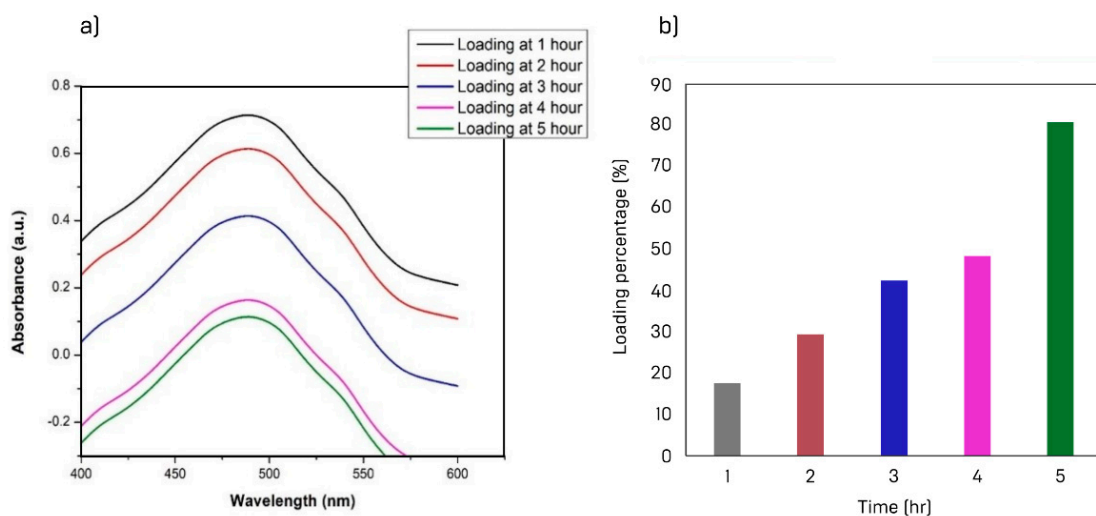 a)
Loading at 1 hour
Loading at 2 hour
Loading at 3 hour
Loading at 4 hour
Loading at 5 hour
0.8
0.6
0.4
0.2
0.0
-0.2
Absorbance (a.u.)
400
450
500
550
600
Wavelength (nm)
b)
90
80
70
60
50
40
30
20
10
0
Loading percentage (%)
1
2
3
4
5
Time (hr)